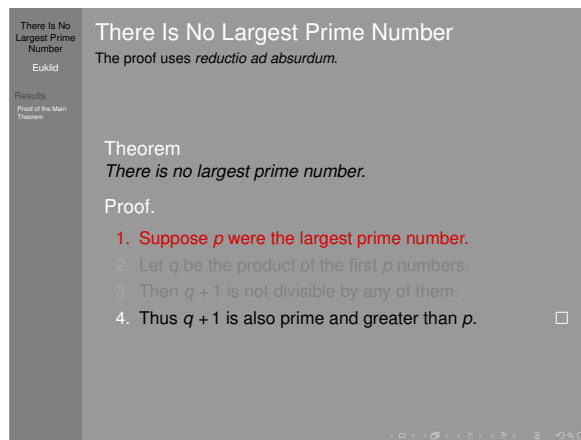 There Is No
Largest Prime
Number
Euklid
Results
Proof of the Main
Theorem
There Is No Largest Prime Number
The proof uses reductio ad absurdum.
Theorem
There is no largest prime number.
Proof.
1. Suppose p were the largest prime number.
2. Let q be the product of the first p numbers.
3. Then q + 1 is not divisible by any of them.
4. Thus q + 1 is also prime and greater than p. □